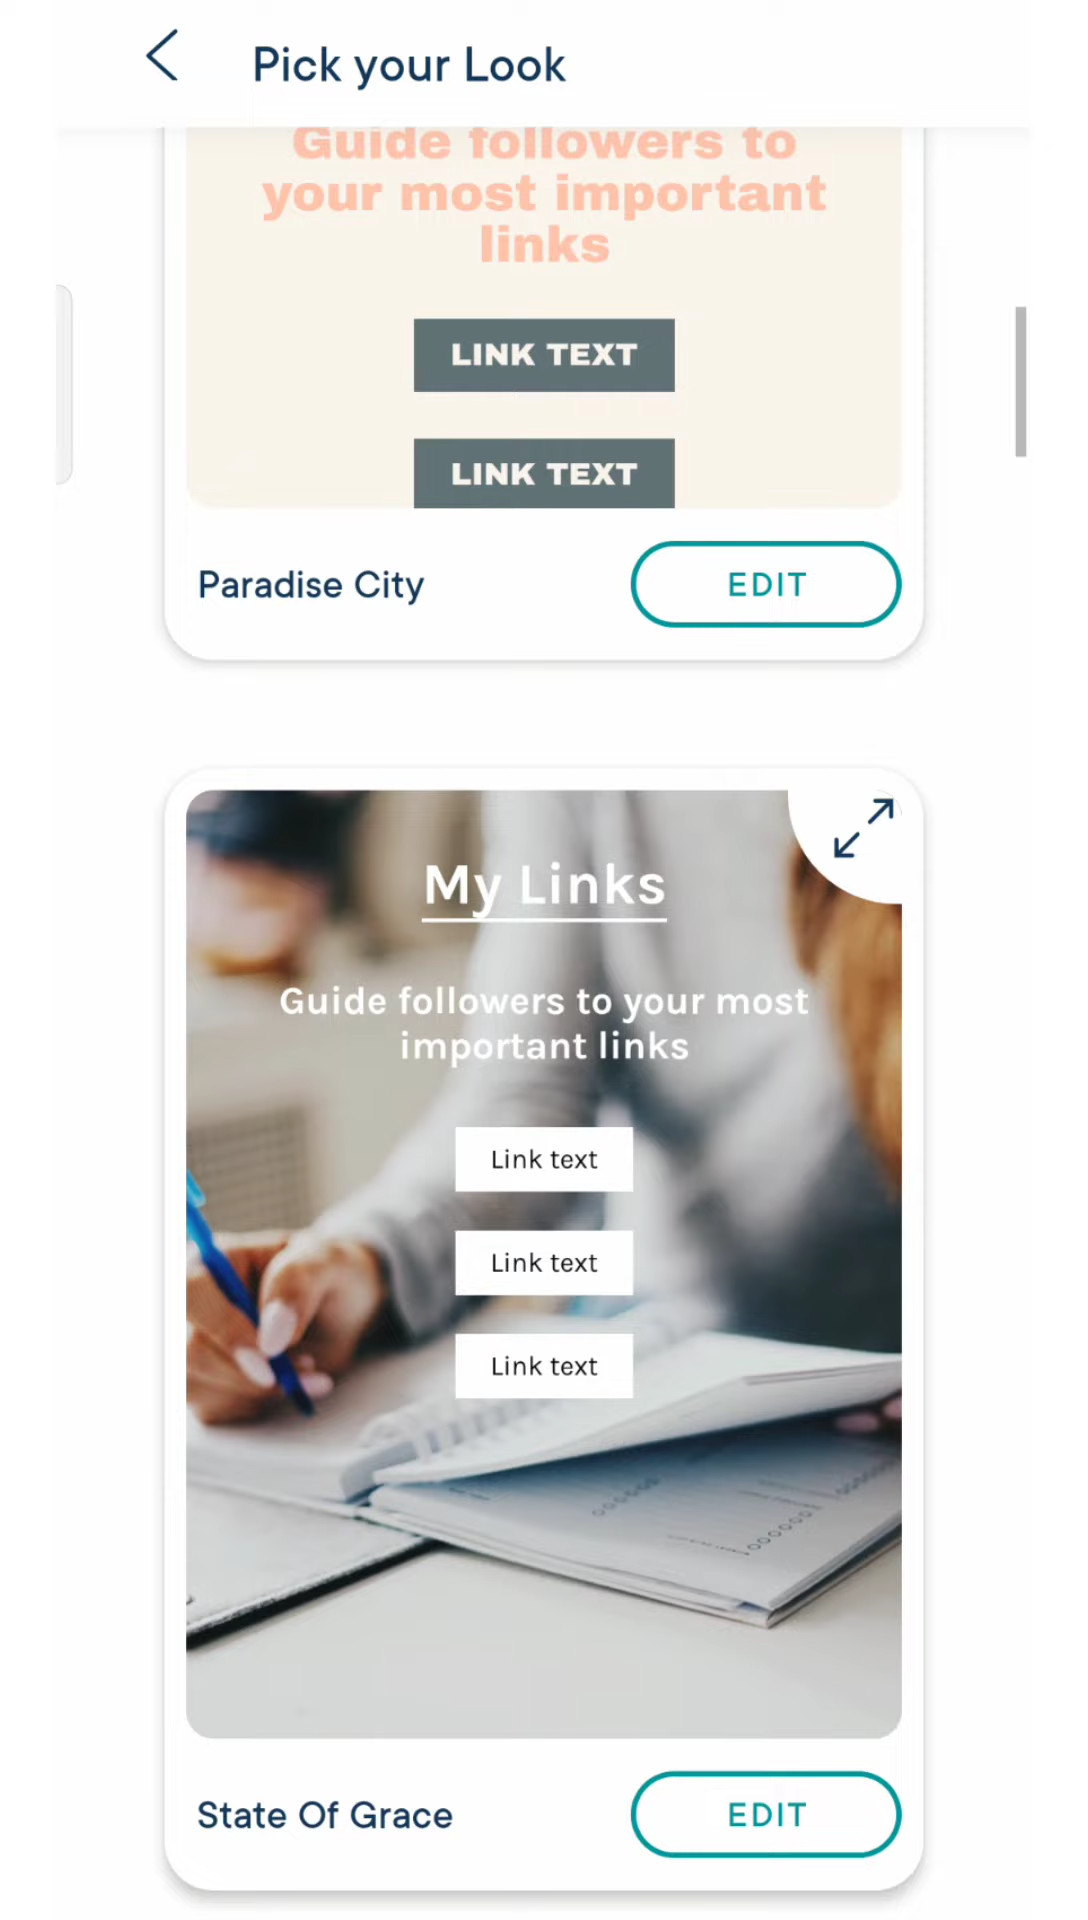 Pick your Look
Guide followers to
your most important
links
LINK TEXT
LINK TEXT
Paradise City
EDIT
My Links
Guide followers to your most
important links
Link text
Link text
Link text
State Of Grace
EDIT